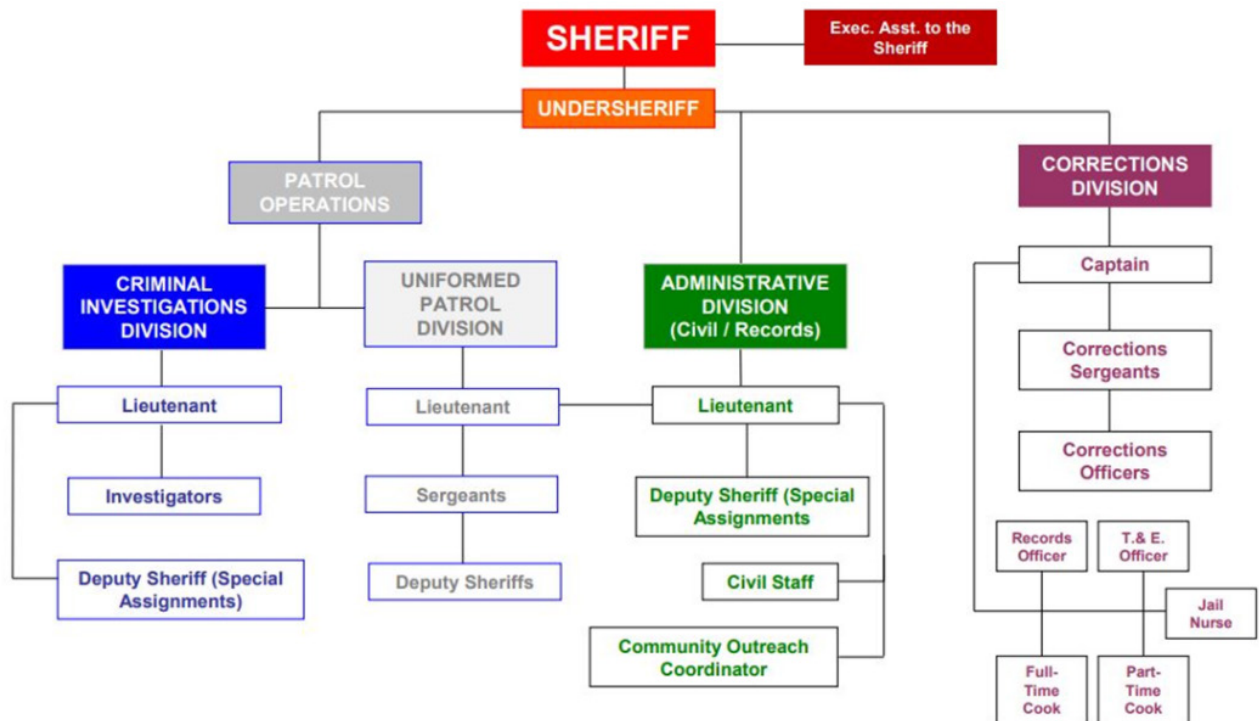 SHERIFF
Exec. Asst. to the
Sheriff
UNDERSHERIFF
PATROL
OPERATIONS
CORRECTIONS
DIVISION
CRIMINAL
INVESTIGATIONS
DIVISION
UNIFORMED
PATROL
DIVISION
ADMINISTRATIVE
DIVISION
(Civil / Records)
Captain
Corrections
Sergeants
Corrections
Officers
Lieutenant
Lieutenant
Lieutenant
Investigators
Sergeants
Deputy Sheriff (Special
Assignments
Deputy Sheriff (Special
Assignments)
Deputy Sheriffs
Civil Staff
Community Outreach
Coordinator
Records
Officer
T.& E.
Officer
Jail
Nurse
Full-
Time
Cook
Part-
Time
Cook